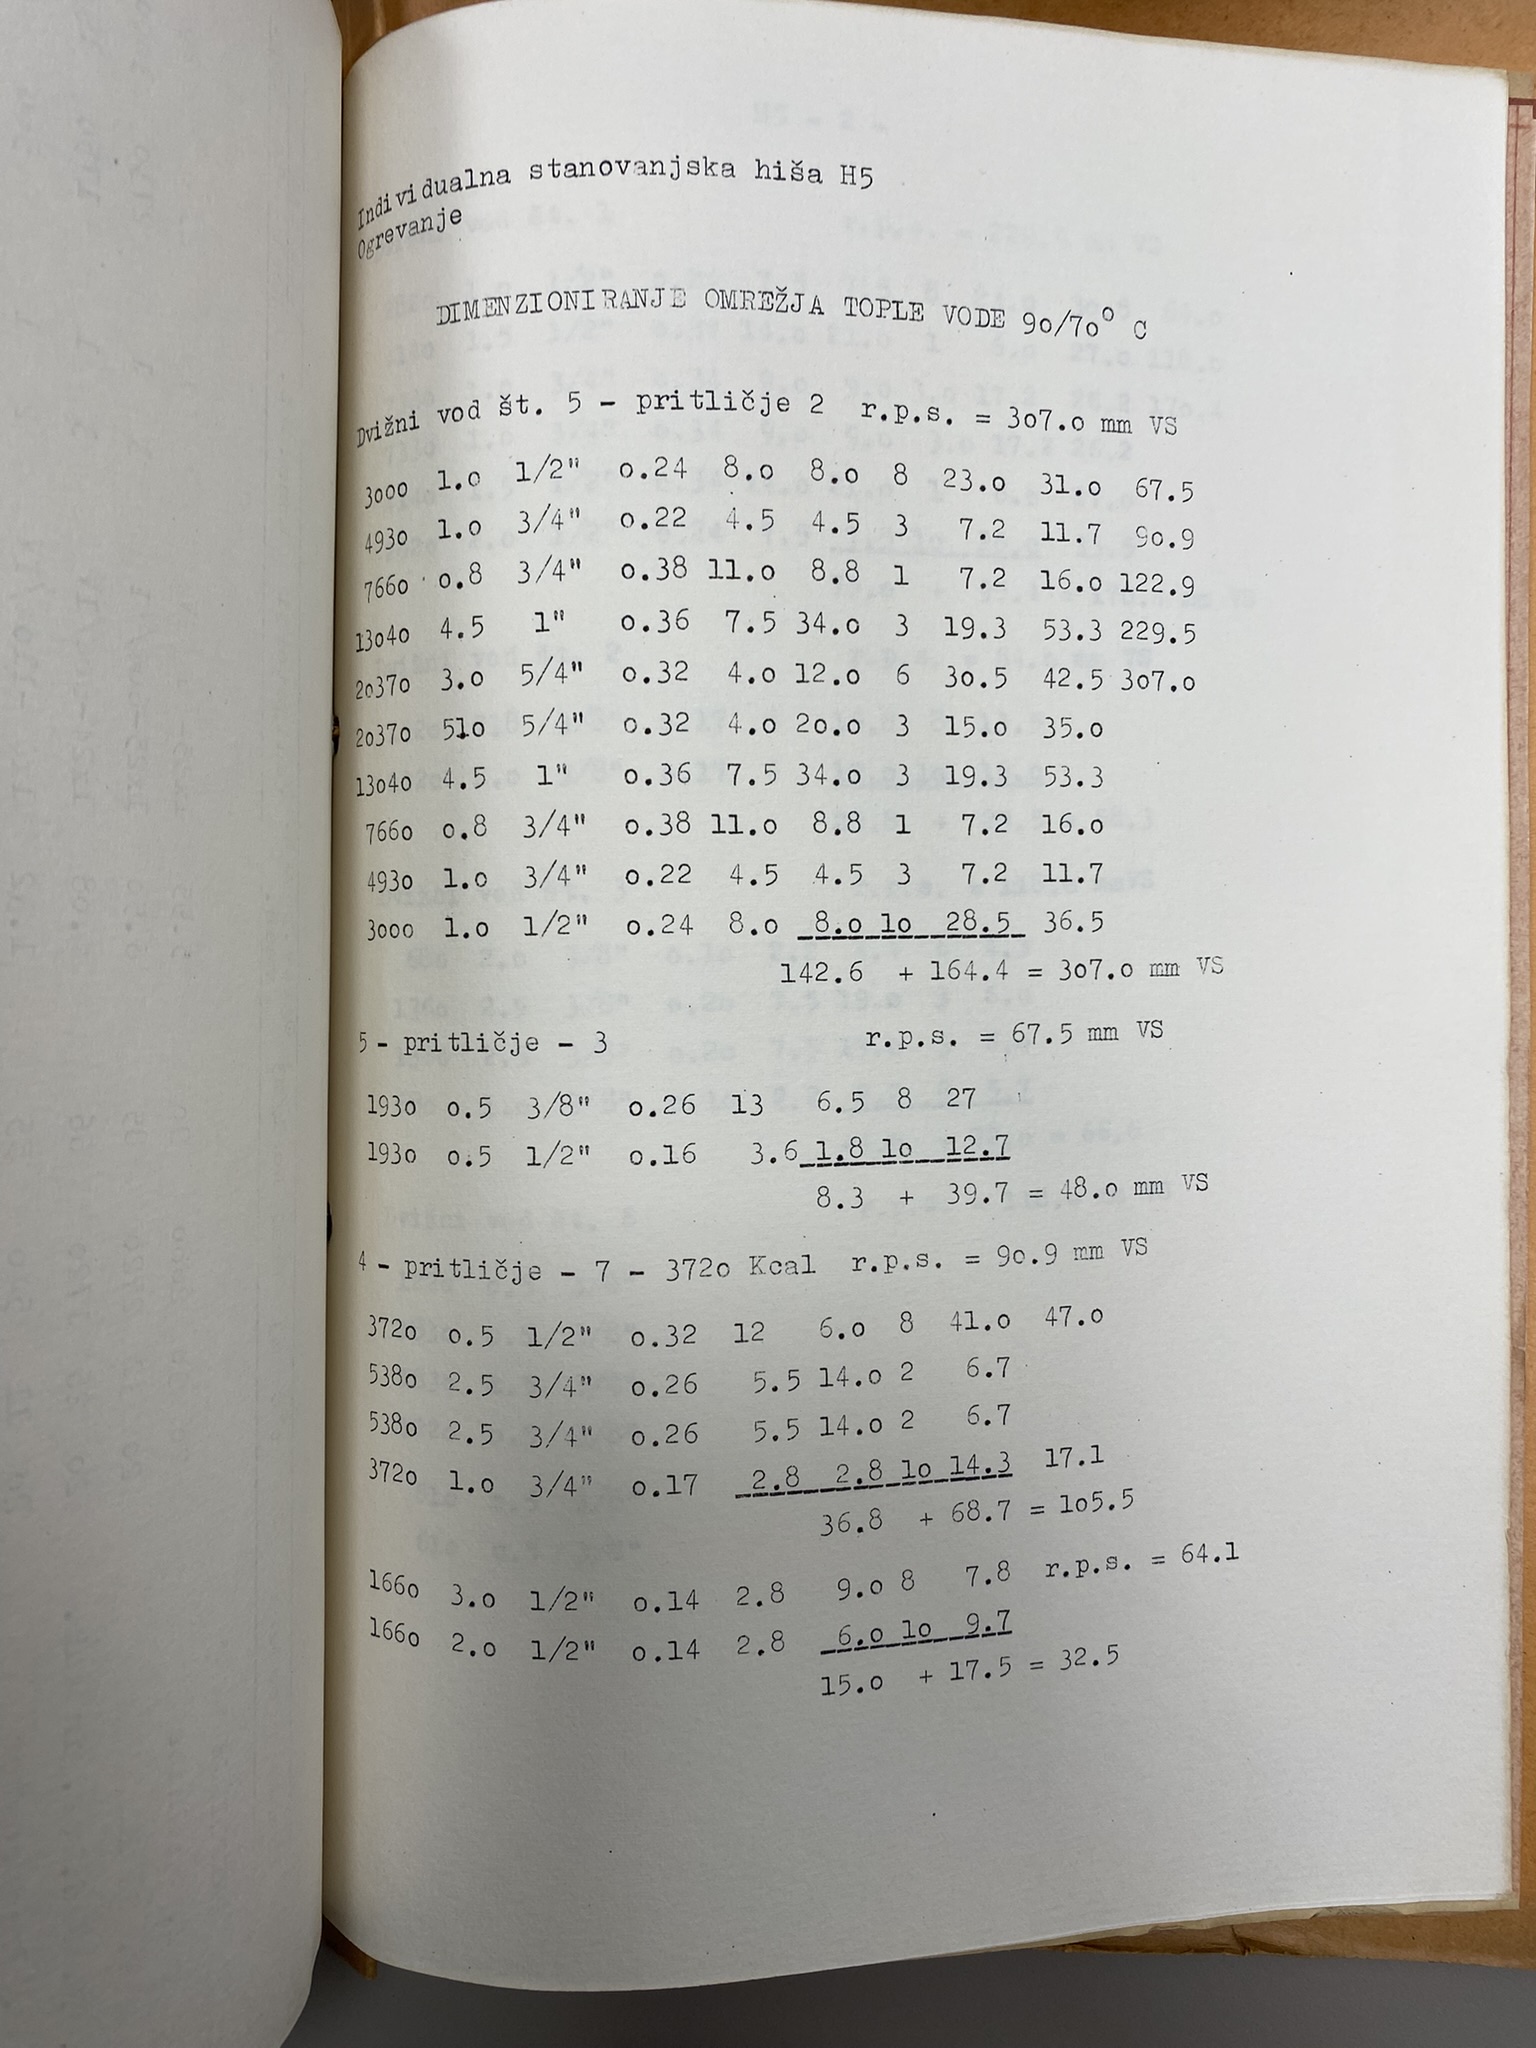 Individualna stanovanjska hiša H5
Ogrevanje
DIMENZIONIRANJE OMREŽJA TOPLE VODE 9o/7o° C
Dvižni vod št. 5 - pritličje 2 r.p.s. = 3o7.o mm VS
3ooo 1.o 1/2" o.24 8.o 8.o 8 23.o 31.o 67.5
493o 1.o 3/4" o.22 4.5 4.5 3 7.2 11.7 9o.9
766o o.8 3/4" o.38 11.o 8.8 1 7.2 16.o 122.9
13o4o 4.5 1" o.36 7.5 34.o 3 19.3 53.3 229.5
2o37o 3.o 5/4" o.32 4.o 12.o 6 3o.5 42.5 3o7.o
2o37o 51o 5/4" o.32 4.o 2o.o 3 15.o 35.o
13o4o 4.5 1" o.36 7.5 34.o 3 19.3 53.3
766o o.8 3/4" o.38 11.o 8.8 1 7.2 16.o
493o 1.o 3/4" o.22 4.5 4.5 3 7.2 11.7
3ooo 1.o 1/2" o.24 8.o 8.o 1o 28.5 36.5
142.6 + 164.4 = 3o7.o mm VS
5 - pritličje - 3 r.p.s. = 67.5 mm VS
193o o.5 3/8" o.26 13 6.5 8 27
193o o.5 1/2" o.16 3.6 1.8 1o 12.7
8.3 + 39.7 = 48.o mm VS
4 - pritličje - 7 - 372o Kcal r.p.s. = 9o.9 mm VS
372o o.5 1/2" o.32 12 6.o 8 41.o 47.o
538o 2.5 3/4" o.26 5.5 14.o 2 6.7
538o 2.5 3/4" o.26 5.5 14.o 2 6.7
372o 1.o 3/4" o.17 2.8 2.8 1o 14.3 17.1
36.8 + 68.7 = 1o5.5
166o 3.o 1/2" o.14 2.8 9.o 8 7.8 r.p.s. = 64.1
166o 2.o 1/2" o.14 2.8 6.o 1o 9.7
15.o + 17.5 = 32.5